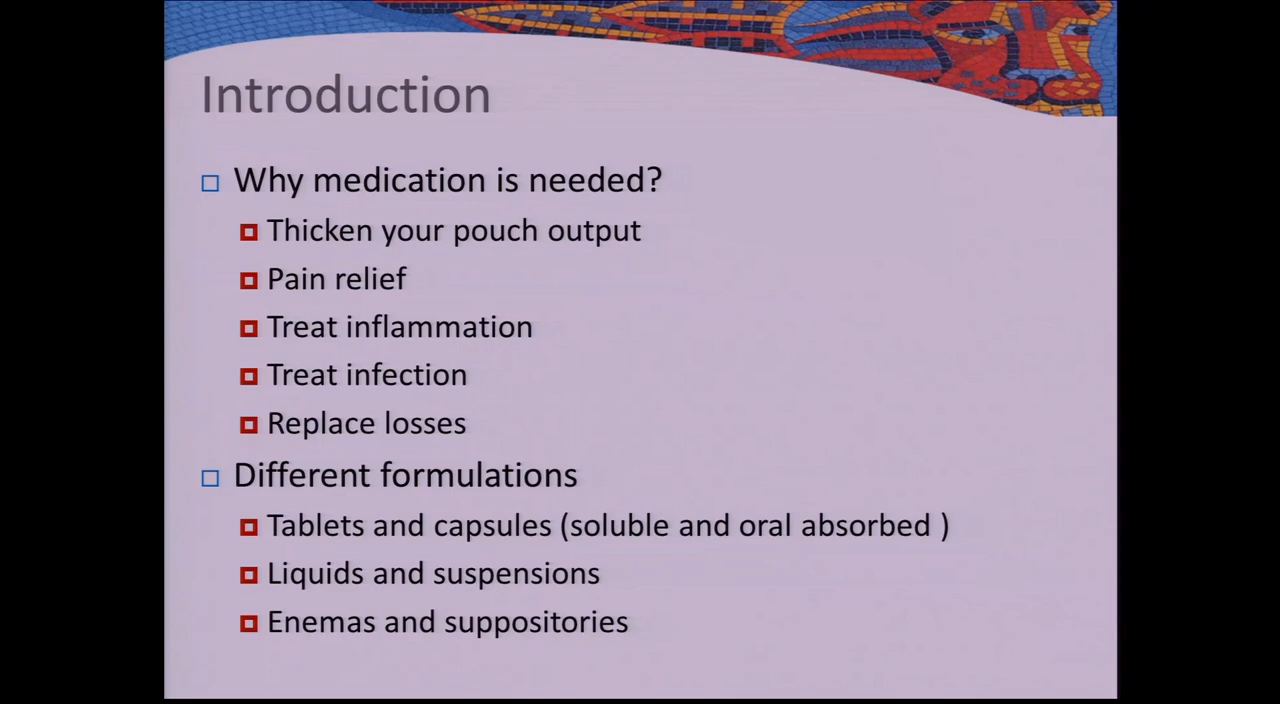 Introduction
Why medication is needed?
Thicken your pouch output
Pain relief
Treat inflammation
Treat infection
Replace losses
Different formulations
Tablets and capsules (soluble and oral absorbed )
Liquids and suspensions
Enemas and suppositories